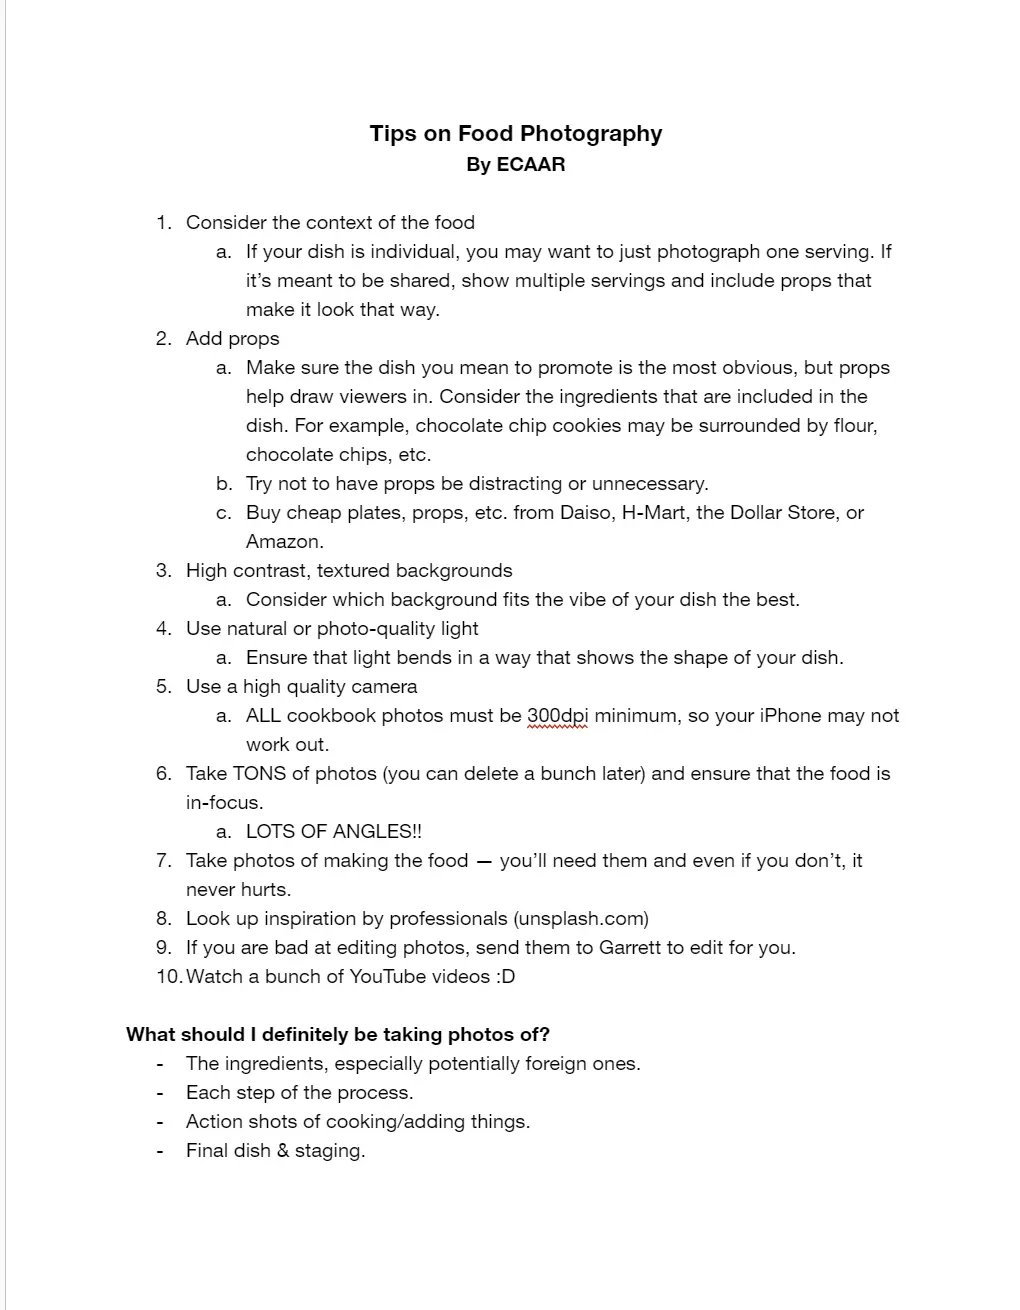 Tips on Food Photography
By ECAAR
1. Consider the context of the food
a. If your dish is individual, you may want to just photograph one serving. If
it’s meant to be shared, show multiple servings and include props that
make it look that way.
2. Add props
a. Make sure the dish you mean to promote is the most obvious, but props
help draw viewers in. Consider the ingredients that are included in the
dish. For example, chocolate chip cookies may be surrounded by flour,
chocolate chips, etc.
b. Try not to have props be distracting or unnecessary.
c. Buy cheap plates, props, etc. from Daiso, H-Mart, the Dollar Store, or
Amazon.
3. High contrast, textured backgrounds
a. Consider which background fits the vibe of your dish the best.
4. Use natural or photo-quality light
a. Ensure that light bends in a way that shows the shape of your dish.
5. Use a high quality camera
a. ALL cookbook photos must be 300dpi minimum, so your iPhone may not
work out.
6. Take TONS of photos (you can delete a bunch later) and ensure that the food is
in-focus.
a. LOTS OF ANGLES!!
7. Take photos of making the food — you’ll need them and even if you don’t, it
never hurts.
8. Look up inspiration by professionals (unsplash.com)
9. If you are bad at editing photos, send them to Garrett to edit for you.
10. Watch a bunch of YouTube videos :D
What should I definitely be taking photos of?
- The ingredients, especially potentially foreign ones.
- Each step of the process.
- Action shots of cooking/adding things.
- Final dish & staging.